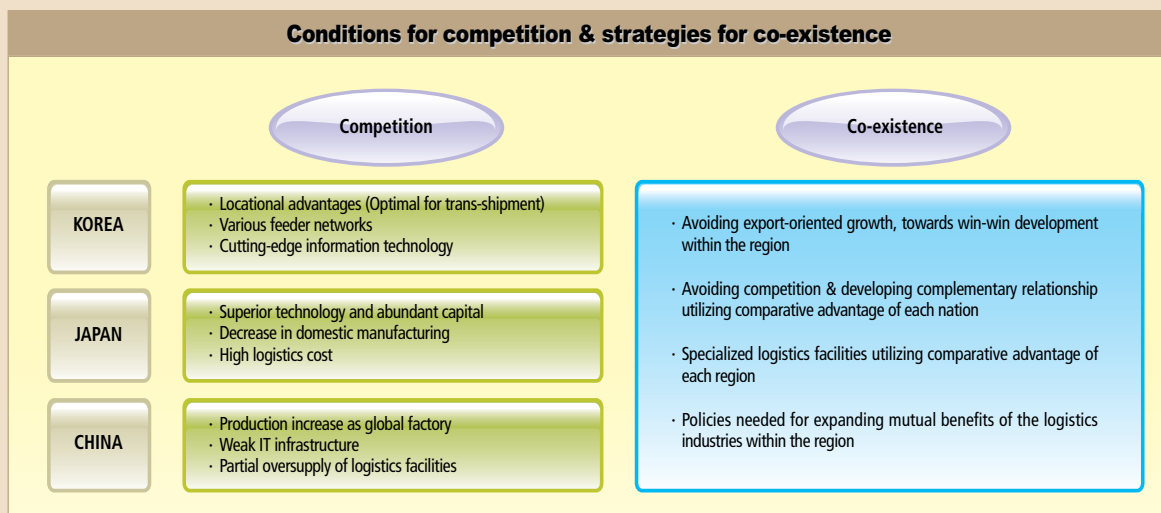 Conditions for competition & strategies for co-existence
Competition
Co-existence
KOREA
· Locational advantages (Optimal for trans-shipment)
· Various feeder networks
· Cutting-edge information technology
JAPAN
· Superior technology and abundant capital
· Decrease in domestic manufacturing
· High logistics cost
CHINA
· Production increase as global factory
· Weak IT infrastructure
· Partial oversupply of logistics facilities
· Avoiding export-oriented growth, towards win-win development
within the region
· Avoiding competition & developing complementary relationship
utilizing comparative advantage of each nation
· Specialized logistics facilities utilizing comparative advantage of
each region
· Policies needed for expanding mutual benefits of the logistics
industries within the region